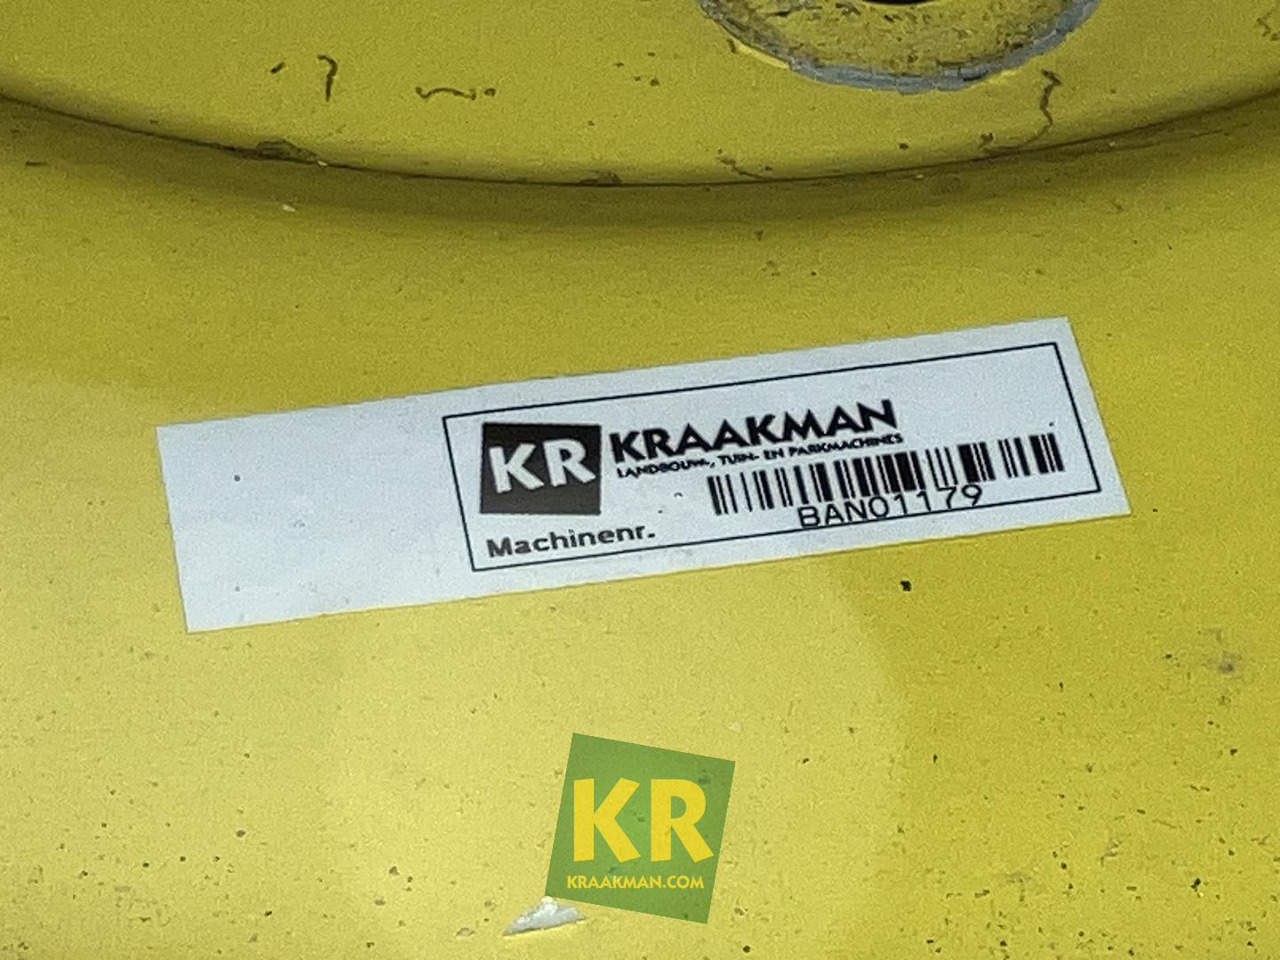 KR KRAAKMAN
LANDBOUW-, TUIN- EN PARKMACHINES
BAN01179
Machinenr.
KR
KRAAKMAN.COM